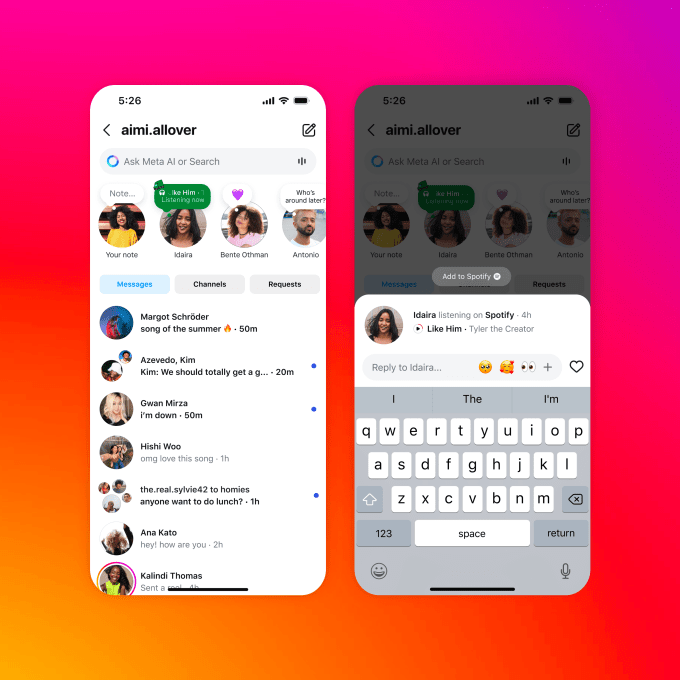 5:26
aimi.allover
Ask Meta AI or Search
Note...
Like Him ·
Listening now
Who's
around later?
Your note
Idaira
Bente Othman
Antonio
Messages
Channels
Requests
Margot Schröder
song of the summer 🔥 · 50m
Azevedo, Kim
Kim: We should totally get a g... · 20m
Gwan Mirza
i'm down · 50m
Hishi Woo
omg love this song · 1h
the.real.sylvie42 to homies
anyone want to do lunch? · 1h
Ana Kato
hey! how are you · 2h
Kalindi Thomas
Sent a reel · 4h
5:26
aimi.allover
Ask Meta AI or Search
Note...
ike Him ·
Listening now
Who's
around later?
Your note
Idaira
Bente Othman
Antonio
Messages
Requests
Add to Spotify
Idaira listening on Spotify · 4h
Like Him · Tyler the Creator
Reply to Idaira... 🥺 🥰 👀 +
I The I'm
q w e r t y u i o p
a s d f g h j k l
z x c v b n m
123 space return